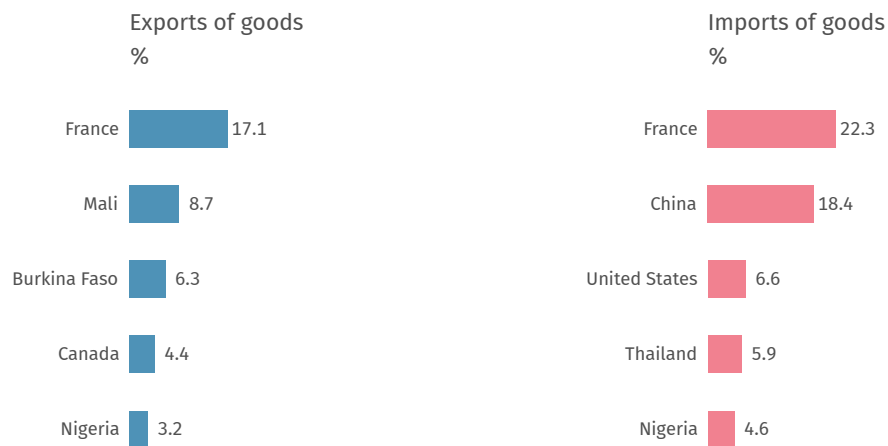 Exports of goods
%
France 17.1
Mali 8.7
Burkina Faso 6.3
Canada 4.4
Nigeria 3.2
Imports of goods
%
France 22.3
China 18.4
United States 6.6
Thailand 5.9
Nigeria 4.6